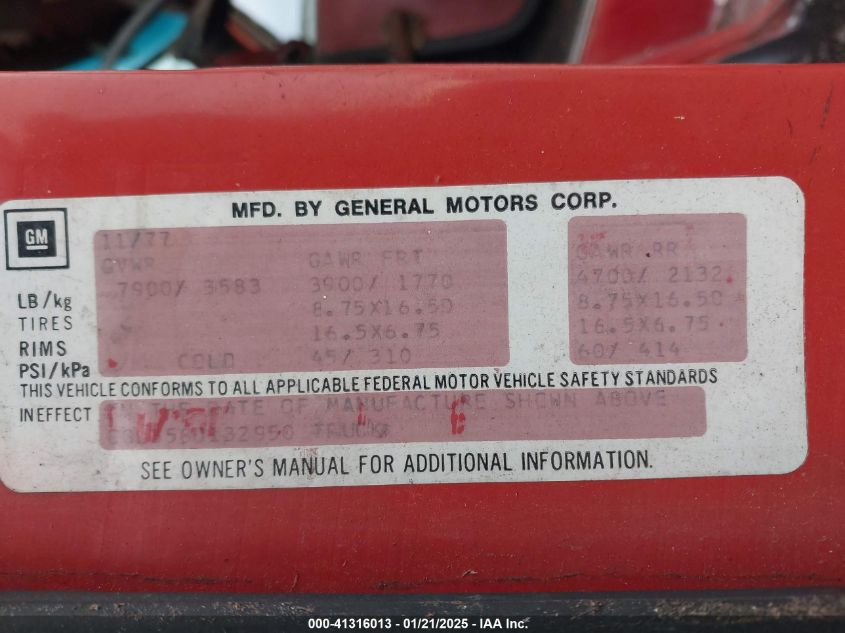 MFD. BY GENERAL MOTORS CORP.
GM
11/77
GVWR GAWR FRT GAWR RR
LB/kg 7900/ 3583 3900/ 1770 4700/ 2132
TIRES 8.75X16.50 8.75X16.50
RIMS 16.5X6.75 16.5X6.75
PSI/kPa COLD 45/ 310 60/ 414
THIS VEHICLE CONFORMS TO ALL APPLICABLE FEDERAL MOTOR VEHICLE SAFETY STANDARDS
IN EFFECT ON THE DATE OF MANUFACTURE SHOWN ABOVE
TRUCK
SEE OWNER'S MANUAL FOR ADDITIONAL INFORMATION.
000-41316013 - 01/21/2025 - IAA Inc.